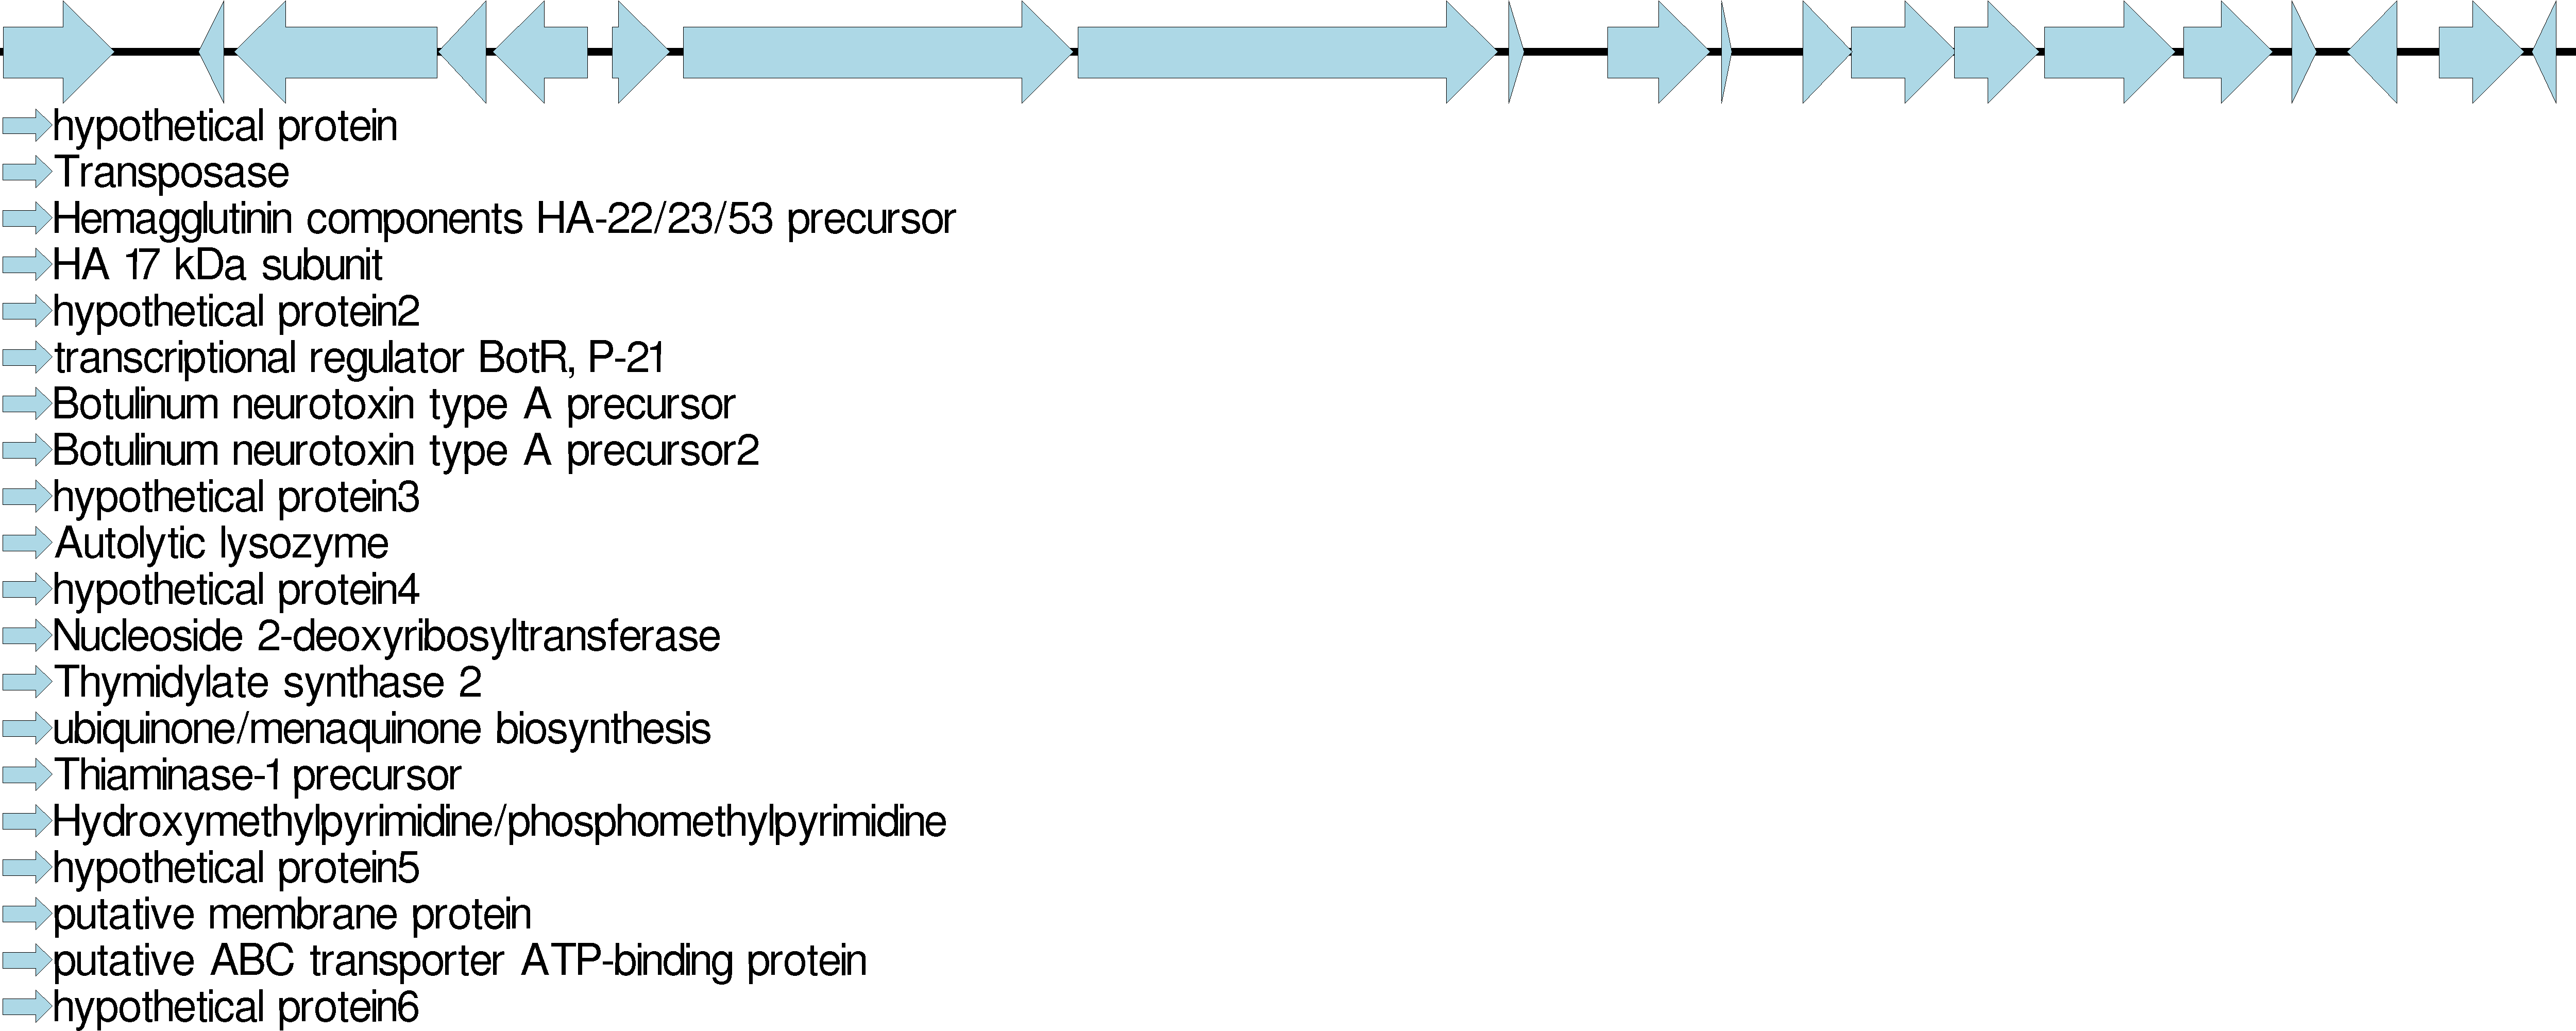 hypothetical protein
Transposase
Hemagglutinin components HA-22/23/53 precursor
HA 17 kDa subunit
hypothetical protein2
transcriptional regulator BotR, P-21
Botulinum neurotoxin type A precursor
Botulinum neurotoxin type A precursor2
hypothetical protein3
Autolytic lysozyme
hypothetical protein4
Nucleoside 2-deoxyribosyltransferase
Thymidylate synthase 2
ubiquinone/menaquinone biosynthesis
Thiaminase-1 precursor
Hydroxymethylpyrimidine/phosphomethylpyrimidine
hypothetical protein5
putative membrane protein
putative ABC transporter ATP-binding protein
hypothetical protein6